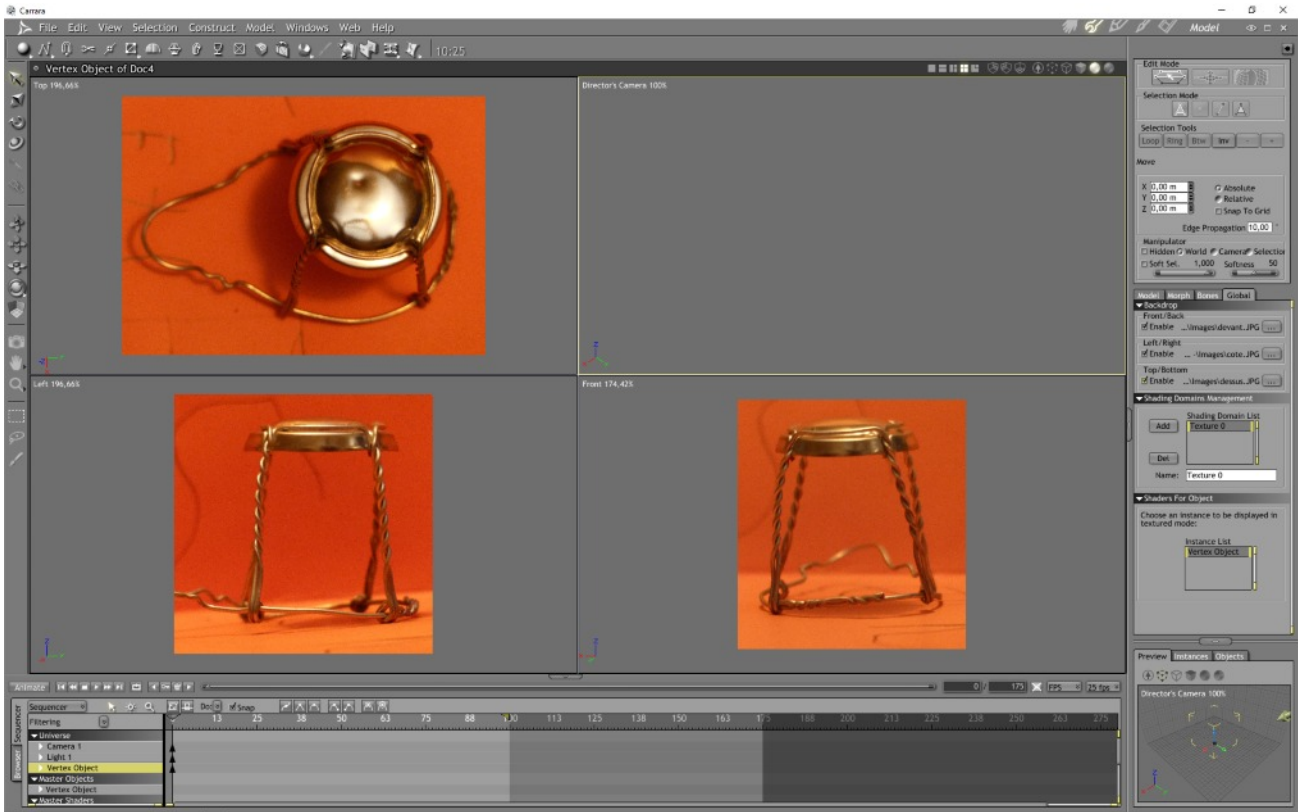 Carrara
File Edit View Selection Construct Model Windows Web Help
Model
10:25
Vertex Object of Doc4
Top 196,66%
Director's Camera 100%
Left 196,66%
Front 174,42%
Edit Mode
Selection Mode
Selection Tools
Loop Ring Btw Inv - +
Move
X 0,00 m Absolute
Y 0,00 m Relative
Z 0,00 m Snap To Grid
Edge Propagation 10,00 °
Manipulator
Hidden World Camera Selection
Soft Sel. 1,000 Softness 50
Model Morph Bones Global
Backdrop
Front/Back
Enable ...\Images\devant.JPG ...
Left/Right
Enable ... -\Images\cote.JPG ...
Top/Bottom
Enable ...\Images\dessus.JPG ...
Shading Domains Management
Shading Domain List
Add Texture 0
Del.
Name: Texture 0
Shaders For Object
Choose an instance to be displayed in
textured mode:
Instance List
Vertex Object
Preview Instances Objects
Director's Camera 100%
Animate 0 / 175 FPS 25 fps
Sequencer Snap
Filtering 13 25 38 50 63 75 88 100 113 125 138 150 163 175 188 200 213 225 238 250 263 275
Universe
Camera 1
Light 1
Vertex Object
Master Objects
Vertex Object
Master Shaders
Sequencer
Browser